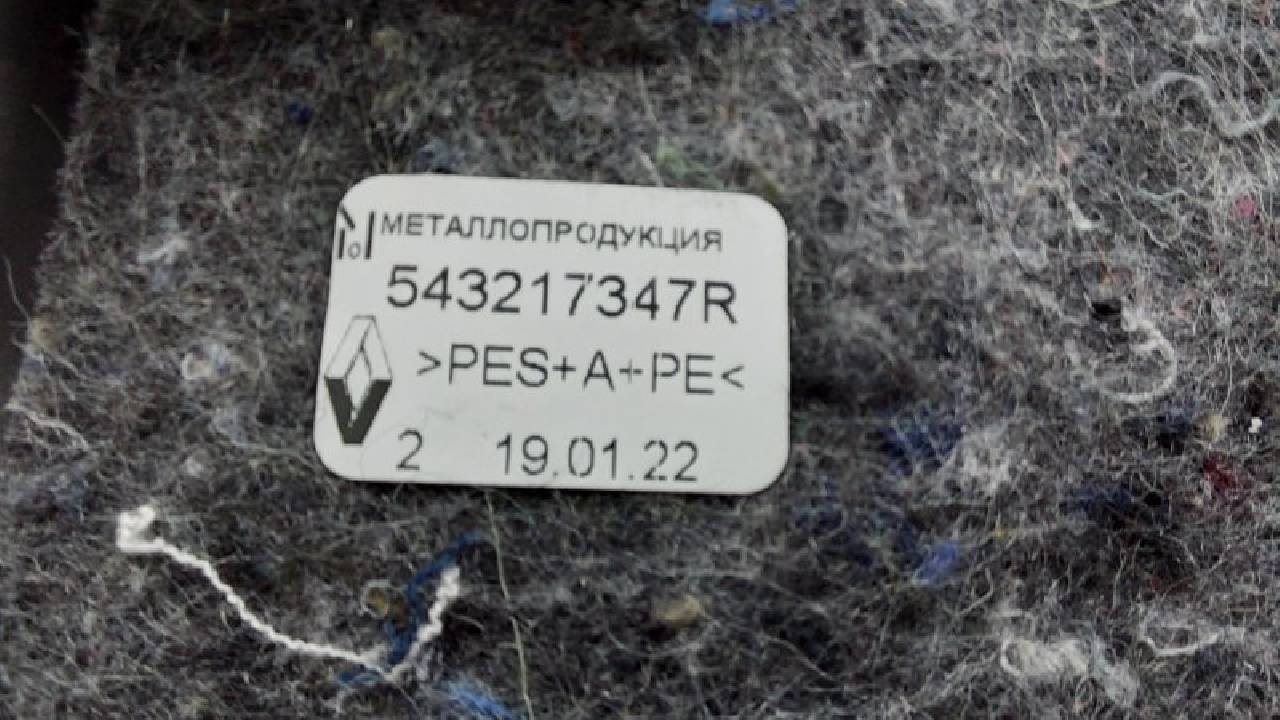 МЕТАЛЛОПРОДУКЦИЯ
543217347R
>PES+A+PE<
2 19.01.22